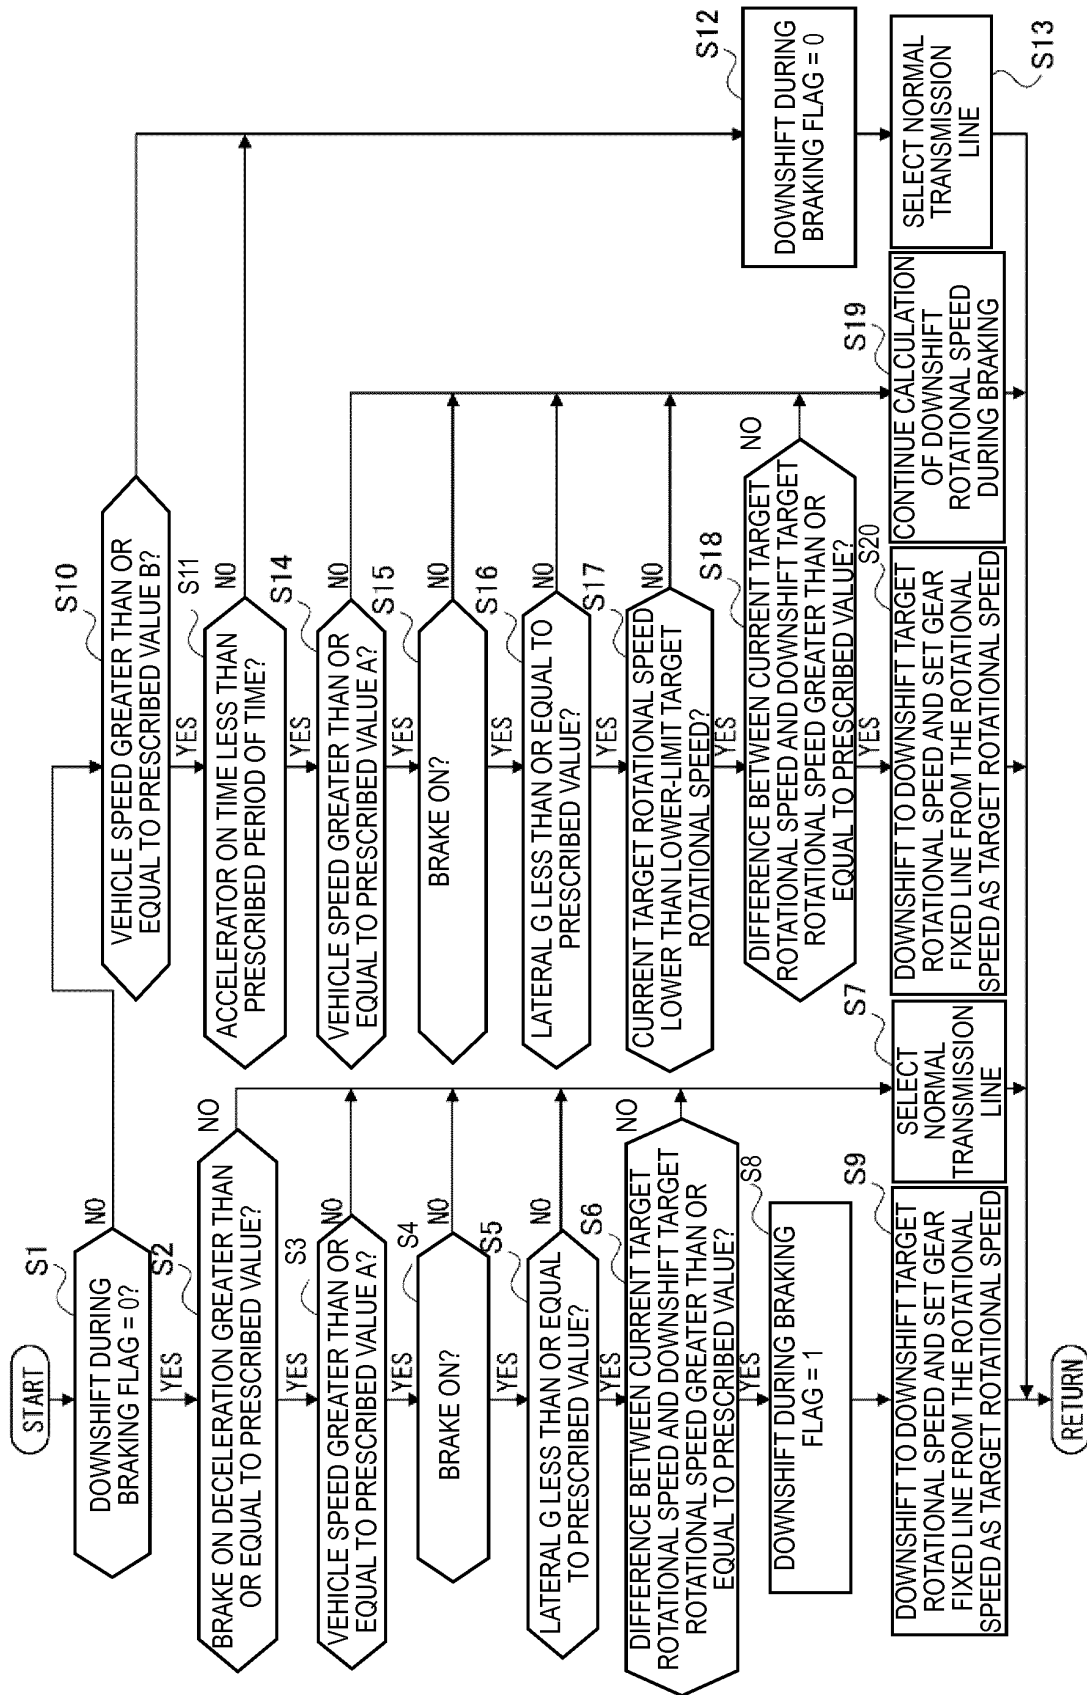 START
S1
DOWNSHIFT DURING
BRAKING FLAG = 0?
NO
YES
S2
BRAKE ON DECELERATION GREATER THAN
OR EQUAL TO PRESCRIBED VALUE?
NO
YES
S3
VEHICLE SPEED GREATER THAN OR
EQUAL TO PRESCRIBED VALUE A?
NO
YES
S4
BRAKE ON?
NO
YES
S5
LATERAL G LESS THAN OR EQUAL
TO PRESCRIBED VALUE?
NO
YES
S6
DIFFERENCE BETWEEN CURRENT TARGET
ROTATIONAL SPEED AND DOWNSHIFT TARGET
ROTATIONAL SPEED GREATER THAN OR
EQUAL TO PRESCRIBED VALUE?
NO
YES
S8
DOWNSHIFT DURING BRAKING
FLAG = 1
S9
DOWNSHIFT TO DOWNSHIFT TARGET
ROTATIONAL SPEED AND SET GEAR
FIXED LINE FROM THE ROTATIONAL
SPEED AS TARGET ROTATIONAL SPEED
S7
SELECT
NORMAL
TRANSMISSION
LINE
S10
VEHICLE SPEED GREATER THAN OR
EQUAL TO PRESCRIBED VALUE B?
YES
S11
ACCELERATOR ON TIME LESS THAN
PRESCRIBED PERIOD OF TIME?
NO
YES
S14
VEHICLE SPEED GREATER THAN OR
EQUAL TO PRESCRIBED VALUE A?
NO
YES
S15
BRAKE ON?
NO
YES
S16
LATERAL G LESS THAN OR EQUAL TO
PRESCRIBED VALUE?
NO
YES
S17
CURRENT TARGET ROTATIONAL SPEED
LOWER THAN LOWER-LIMIT TARGET
ROTATIONAL SPEED?
NO
YES
S18
DIFFERENCE BETWEEN CURRENT TARGET
ROTATIONAL SPEED AND DOWNSHIFT TARGET
ROTATIONAL SPEED GREATER THAN OR
EQUAL TO PRESCRIBED VALUE?
NO
YES
S20
DOWNSHIFT TO DOWNSHIFT TARGET
ROTATIONAL SPEED AND SET GEAR
FIXED LINE FROM THE ROTATIONAL
SPEED AS TARGET ROTATIONAL SPEED
S19
CONTINUE CALCULATION
OF DOWNSHIFT
ROTATIONAL SPEED
DURING BRAKING
S12
DOWNSHIFT DURING
BRAKING FLAG = 0
S13
SELECT NORMAL
TRANSMISSION
LINE
RETURN